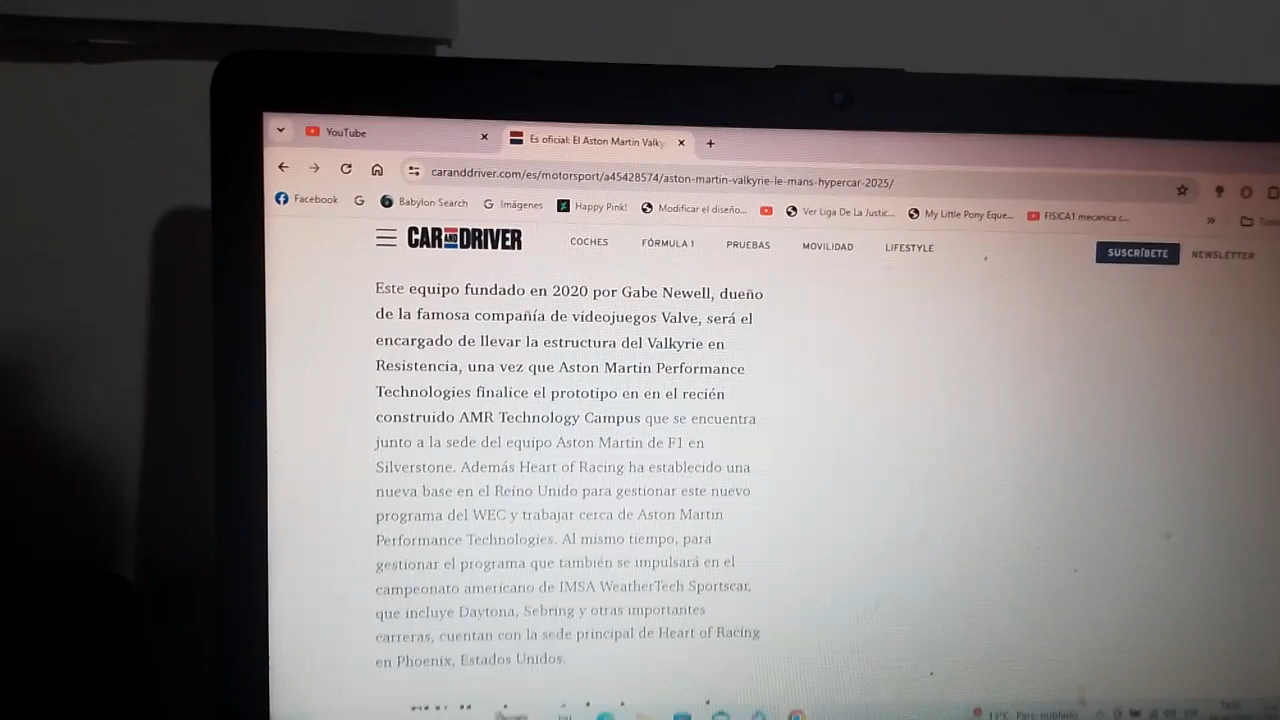 YouTube
Es oficial: El Aston Martin Valky
caranddriver.com/es/motorsport/a45428574/aston-martin-valkyrie-le-mans-hypercar-2025/
Facebook
Babylon Search
Imágenes
Happy Pink!
Modificar el diseño...
Ver Liga De La Justic...
My Little Pony Eque...
FISICA1 mecanica c...
CAR AND DRIVER
COCHES
FÓRMULA 1
PRUEBAS
MOVILIDAD
LIFESTYLE
SUSCRÍBETE
NEWSLETTER
Este equipo fundado en 2020 por Gabe Newell, dueño
de la famosa compañía de videojuegos Valve, será el
encargado de llevar la estructura del Valkyrie en
Resistencia, una vez que Aston Martin Performance
Technologies finalice el prototipo en en el recién
construido AMR Technology Campus que se encuentra
junto a la sede del equipo Aston Martin de F1 en
Silverstone. Además Heart of Racing ha establecido una
nueva base en el Reino Unido para gestionar este nuevo
programa del WEC y trabajar cerca de Aston Martin
Performance Technologies. Al mismo tiempo, para
gestionar el programa que también se impulsará en el
campeonato americano de IMSA WeatherTech Sportscar,
que incluye Daytona, Sebring y otras importantes
carreras, cuentan con la sede principal de Heart of Racing
en Phoenix, Estados Unidos.
13°C Parc. nublado